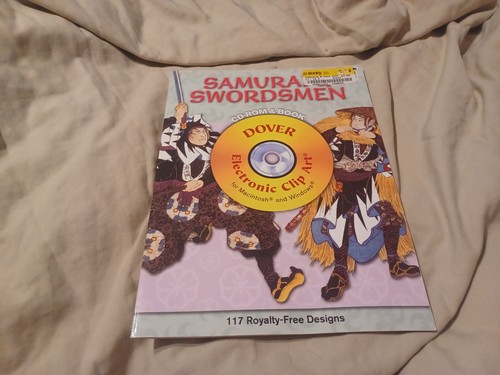 SAMURAI
SWORDSMEN
CD-ROM & BOOK
DOVER
Electronic Clip Art®
for Macintosh® and Windows®
117 Royalty-Free Designs